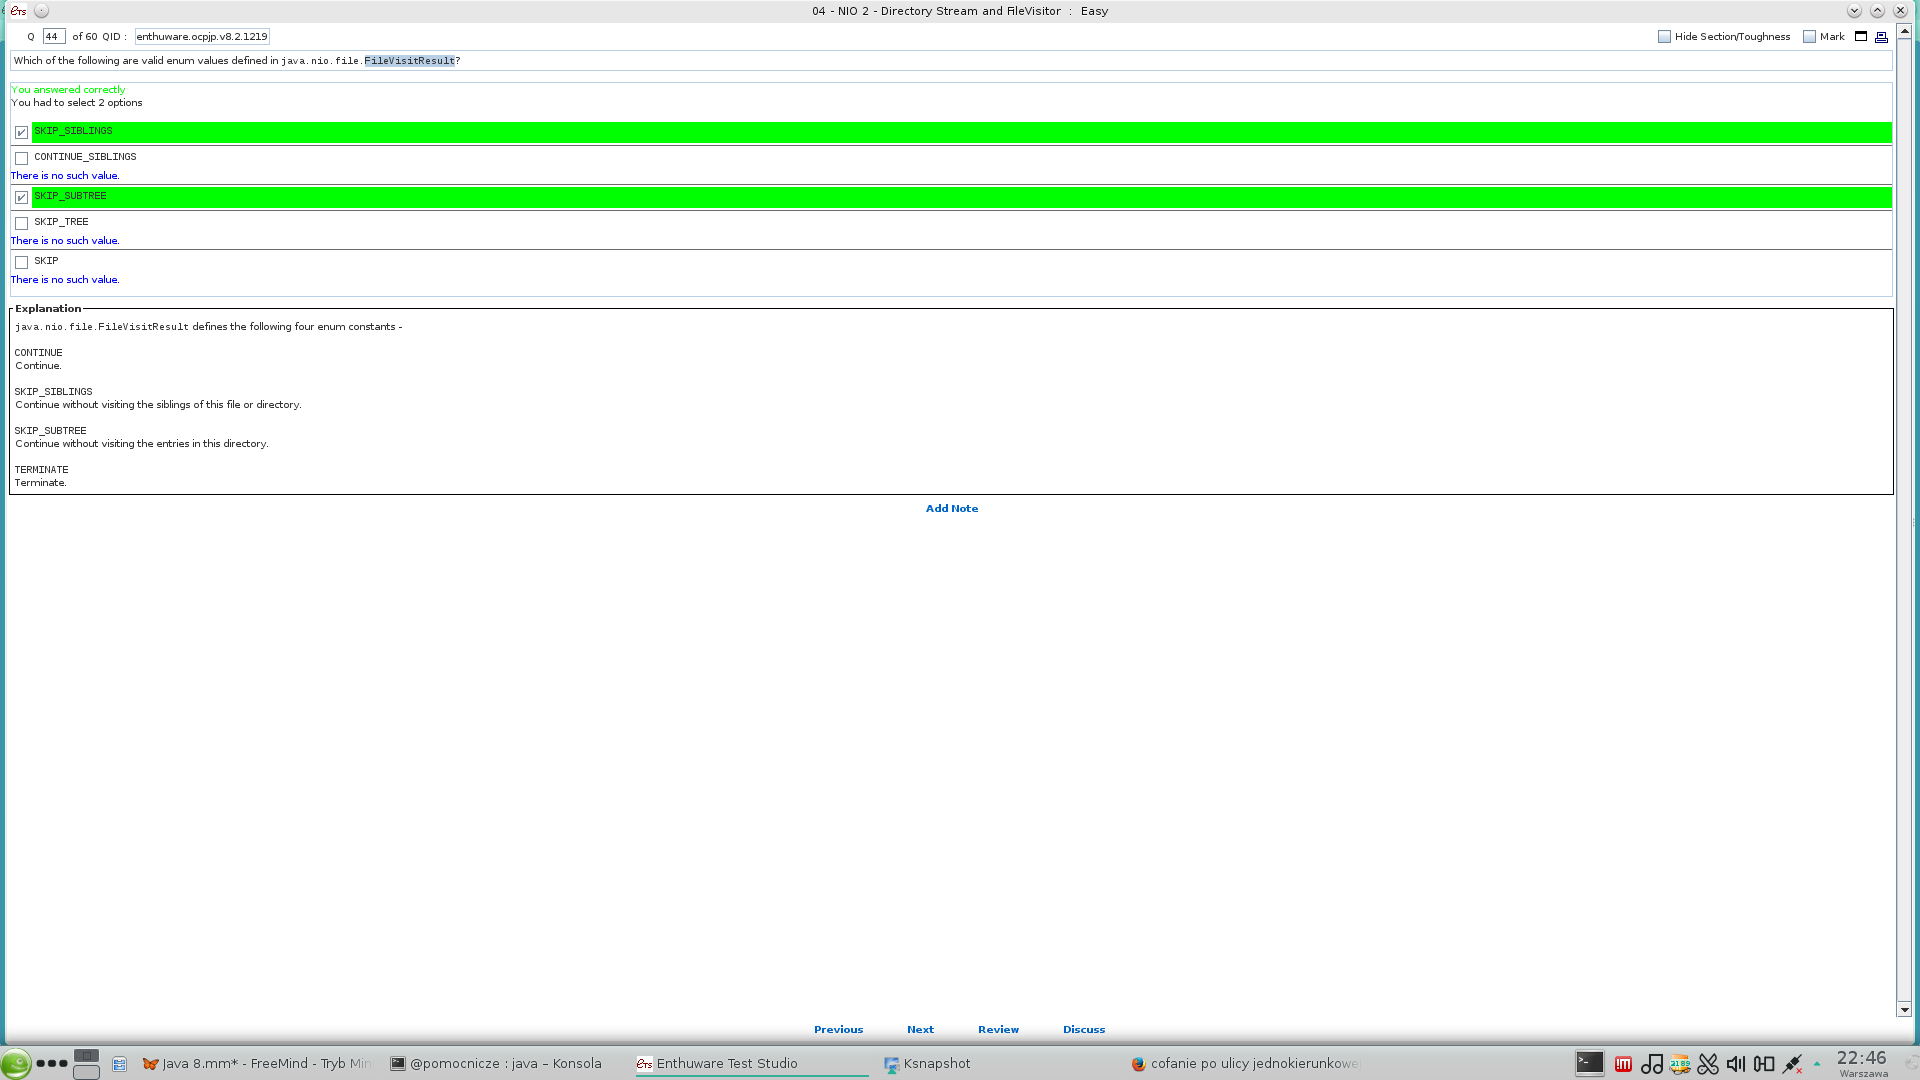 04 - NIO 2 - Directory Stream and FileVisitor : Easy
Q 44 of 60 QID : enthuware.ocpjp.v8.2.1219 Hide Section/Toughness Mark
Which of the following are valid enum values defined in java.nio.file.FileVisitResult?
You answered correctly
You had to select 2 options
SKIP_SIBLINGS
CONTINUE_SIBLINGS
There is no such value.
SKIP_SUBTREE
SKIP_TREE
There is no such value.
SKIP
There is no such value.
Explanation
java.nio.file.FileVisitResult defines the following four enum constants -
CONTINUE
Continue.
SKIP_SIBLINGS
Continue without visiting the siblings of this file or directory.
SKIP_SUBTREE
Continue without visiting the entries in this directory.
TERMINATE
Terminate.
Add Note
Previous Next Review Discuss
Java 8.mm* - FreeMind - Tryb Min @pomocnicze : java – Konsola ETS Enthuware Test Studio Ksnapshot cofanie po ulicy jednokierunkowe 22:46
Warszawa